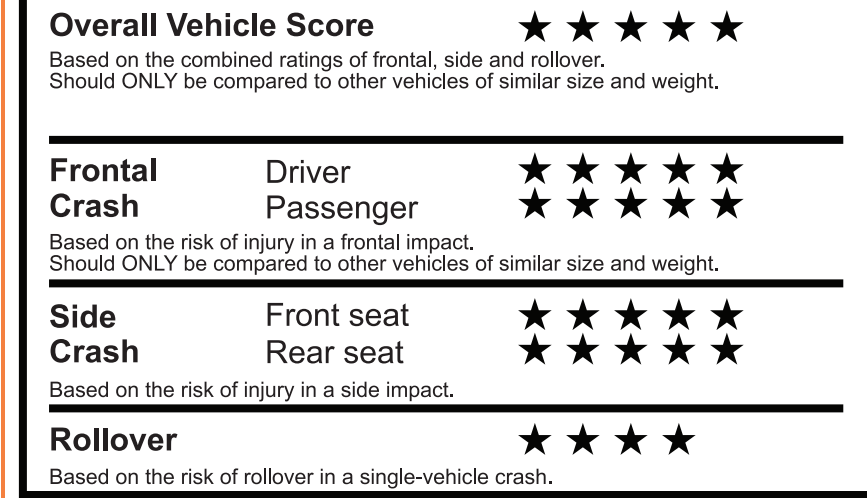 Overall Vehicle Score ★ ★ ★ ★ ★
Based on the combined ratings of frontal, side and rollover.
Should ONLY be compared to other vehicles of similar size and weight.
Frontal Driver ★ ★ ★ ★ ★
Crash Passenger ★ ★ ★ ★ ★
Based on the risk of injury in a frontal impact.
Should ONLY be compared to other vehicles of similar size and weight.
Side Front seat ★ ★ ★ ★ ★
Crash Rear seat ★ ★ ★ ★ ★
Based on the risk of injury in a side impact.
Rollover ★ ★ ★ ★
Based on the risk of rollover in a single-vehicle crash.